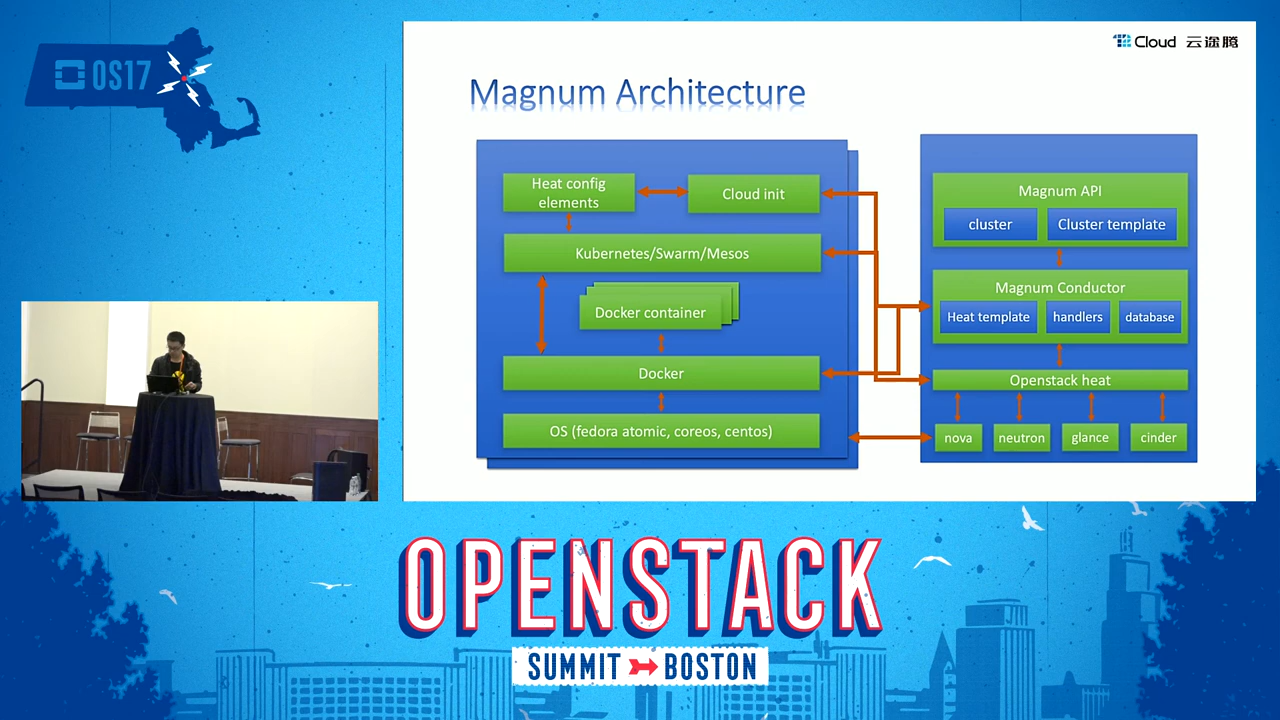 OS17
T2Cloud 云途腾
Magnum Architecture
Heat config
elements
Cloud init
Kubernetes/Swarm/Mesos
Docker container
Docker
OS (fedora atomic, coreos, centos)
Magnum API
cluster
Cluster template
Magnum Conductor
Heat template
handlers
database
Openstack heat
nova
neutron
glance
cinder
OPENSTACK
SUMMIT BOSTON